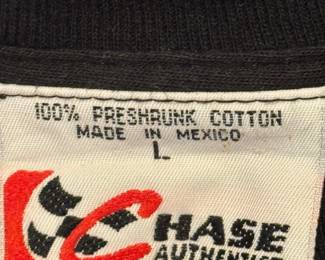 100% PRESHRUNK COTTON
MADE IN MEXICO
L
CHASE
AUTHENTICS